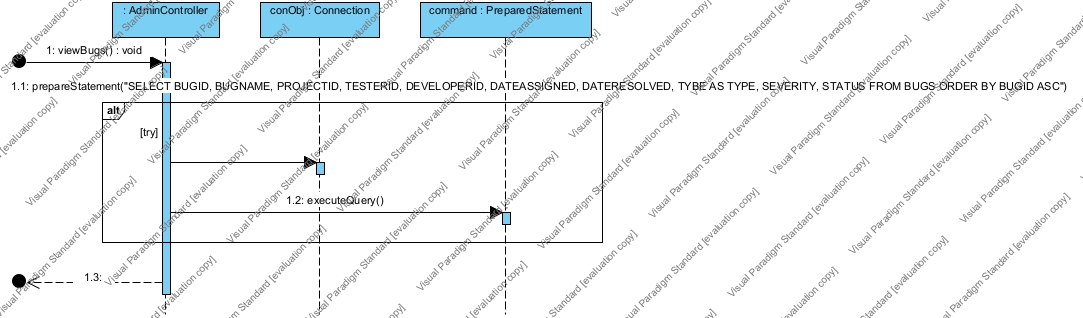 : AdminController
conObj : Connection
command : PreparedStatement
1: viewBugs() : void
1.1: prepareStatement("SELECT BUGID, BUGNAME, PROJECTID, TESTERID, DEVELOPERID, DATEASSIGNED, DATERESOLVED, TYBE AS TYPE, SEVERITY, STATUS FROM BUGS ORDER BY BUGID ASC")
alt
[try]
1.2: executeQuery()
1.3:
Visual Paradigm Standard [evaluation copy]